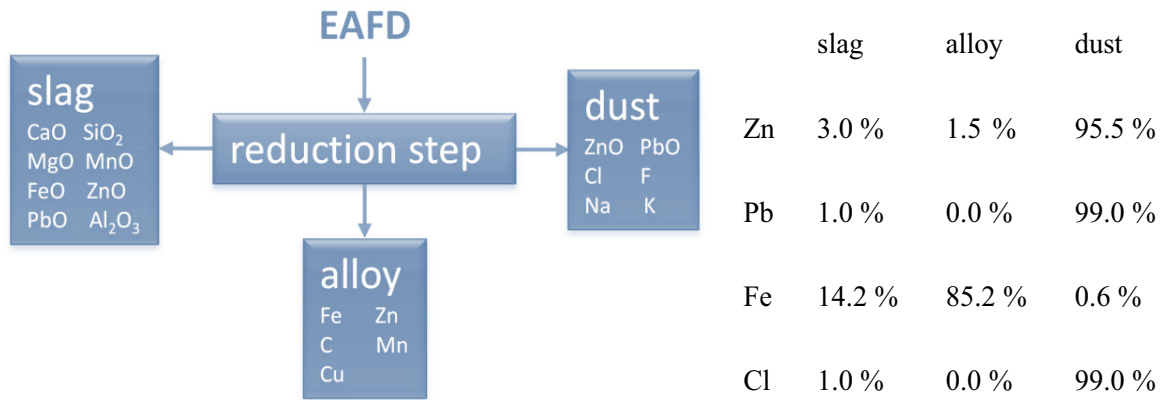 EAFD
slag
CaO SiO₂
MgO MnO
FeO ZnO
PbO Al₂O₃
reduction step
dust
ZnO PbO
Cl F
Na K
alloy
Fe Zn
C Mn
Cu
slag alloy dust
Zn 3.0 % 1.5 % 95.5 %
Pb 1.0 % 0.0 % 99.0 %
Fe 14.2 % 85.2 % 0.6 %
Cl 1.0 % 0.0 % 99.0 %